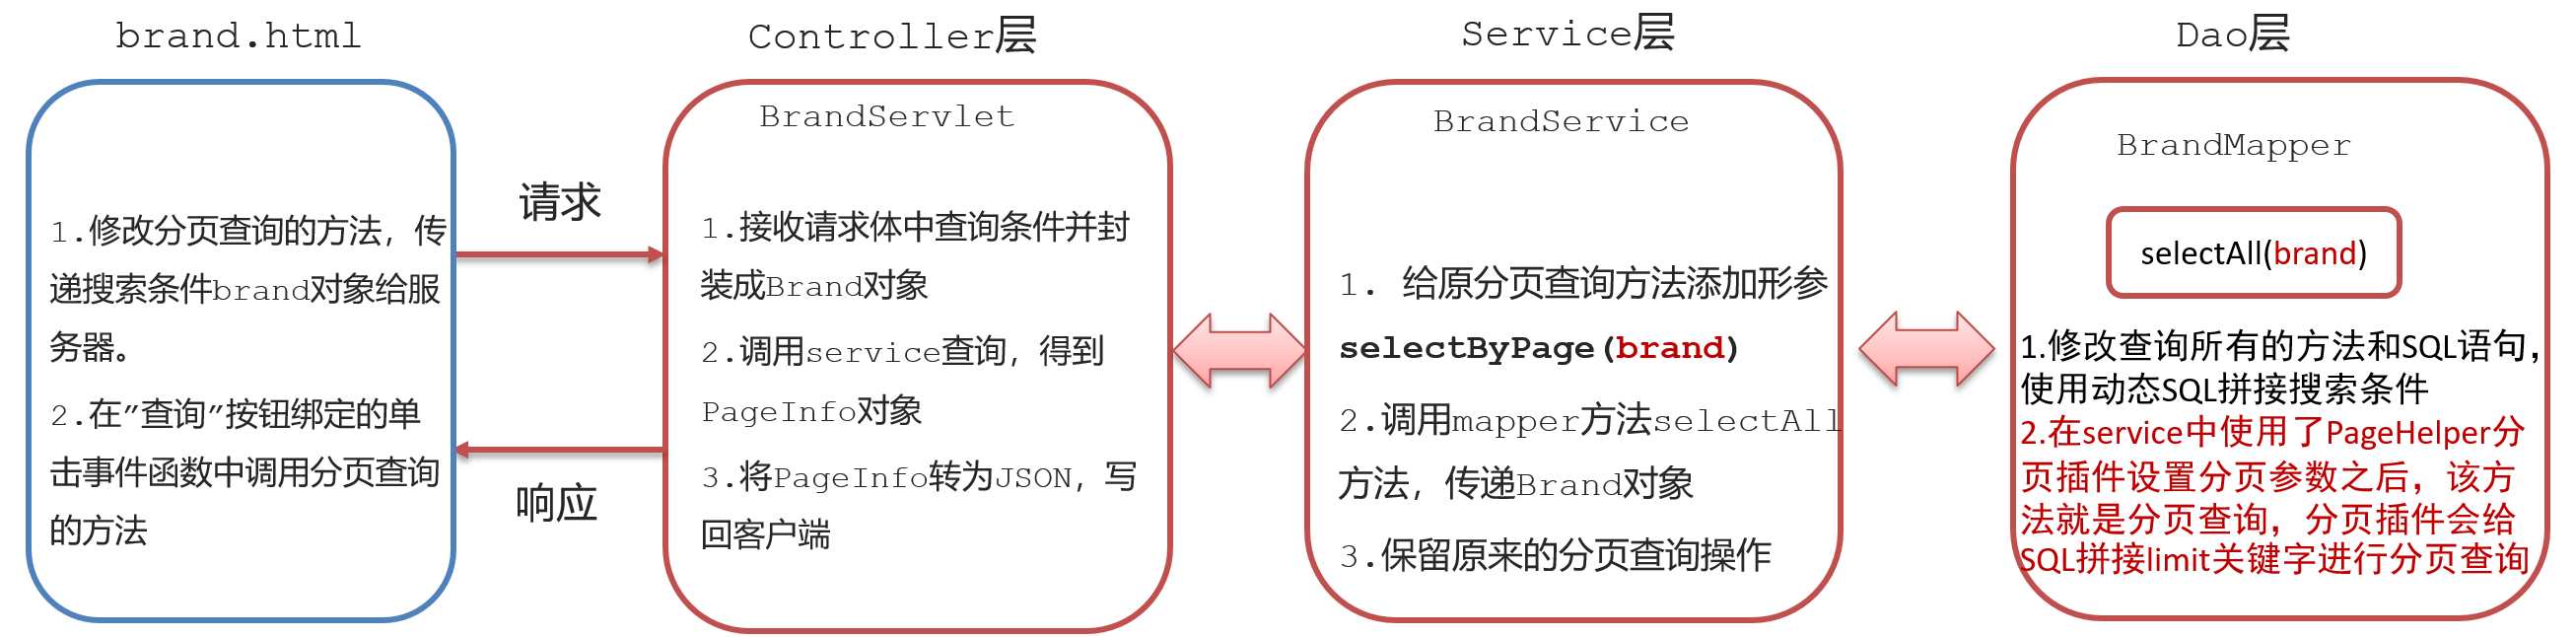 brand.html
1.修改分页查询的方法，传
递搜索条件brand对象给服
务器。
2.在”查询”按钮绑定的单
击事件函数中调用分页查询
的方法
请求
响应
Controller层
BrandServlet
1.接收请求体中查询条件并封
装成Brand对象
2.调用service查询，得到
PageInfo对象
3.将PageInfo转为JSON，写
回客户端
Service层
BrandService
1. 给原分页查询方法添加形参
selectByPage(brand)
2.调用mapper方法selectAll
方法，传递Brand对象
3.保留原来的分页查询操作
Dao层
BrandMapper
selectAll(brand)
1.修改查询所有的方法和SQL语句，
使用动态SQL拼接搜索条件
2.在service中使用了PageHelper分
页插件设置分页参数之后，该方
法就是分页查询，分页插件会给
SQL拼接limit关键字进行分页查询